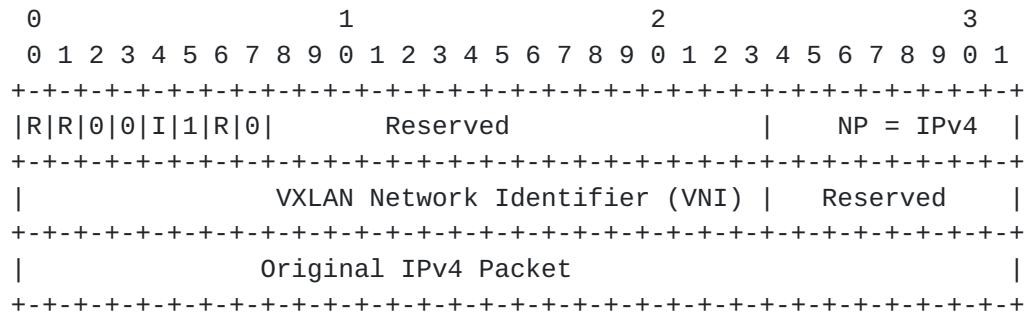 0                   1                   2                   3
 0 1 2 3 4 5 6 7 8 9 0 1 2 3 4 5 6 7 8 9 0 1 2 3 4 5 6 7 8 9 0 1
+-+-+-+-+-+-+-+-+-+-+-+-+-+-+-+-+-+-+-+-+-+-+-+-+-+-+-+-+-+-+-+-+
|R|R|0|0|I|1|R|0|       Reserved                |    NP = IPv4  |
+-+-+-+-+-+-+-+-+-+-+-+-+-+-+-+-+-+-+-+-+-+-+-+-+-+-+-+-+-+-+-+-+
|                VXLAN Network Identifier (VNI) |   Reserved    |
+-+-+-+-+-+-+-+-+-+-+-+-+-+-+-+-+-+-+-+-+-+-+-+-+-+-+-+-+-+-+-+-+
|               Original IPv4 Packet                            |
+-+-+-+-+-+-+-+-+-+-+-+-+-+-+-+-+-+-+-+-+-+-+-+-+-+-+-+-+-+-+-+-+